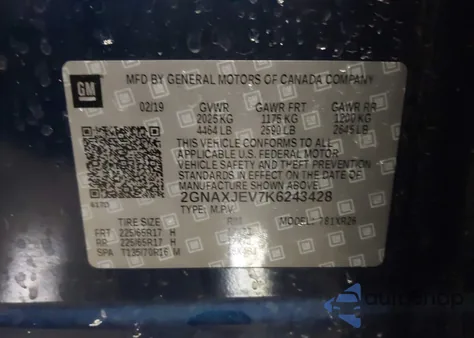 GM
MFD BY GENERAL MOTORS OF CANADA COMPANY
02/19 GVWR GAWR FRT GAWR RR
2025 KG 1175 KG 1200 KG
4464 LB 2590 LB 2645 LB
THIS VEHICLE CONFORMS TO ALL
APPLICABLE U.S. FEDERAL MOTOR
VEHICLE SAFETY AND THEFT PREVENTION
STANDARDS IN EFFECT ON THE DATE OF
MANUFACTURE SHOWN ABOVE.
2GNAXJEV7K6243428
TYPE: M.P.V. MODEL: 1XR26
TIRE SIZE RIM
FRT 225/65R17 H
RR 225/65R17 H
SPA T135/70R16 M
autoshop